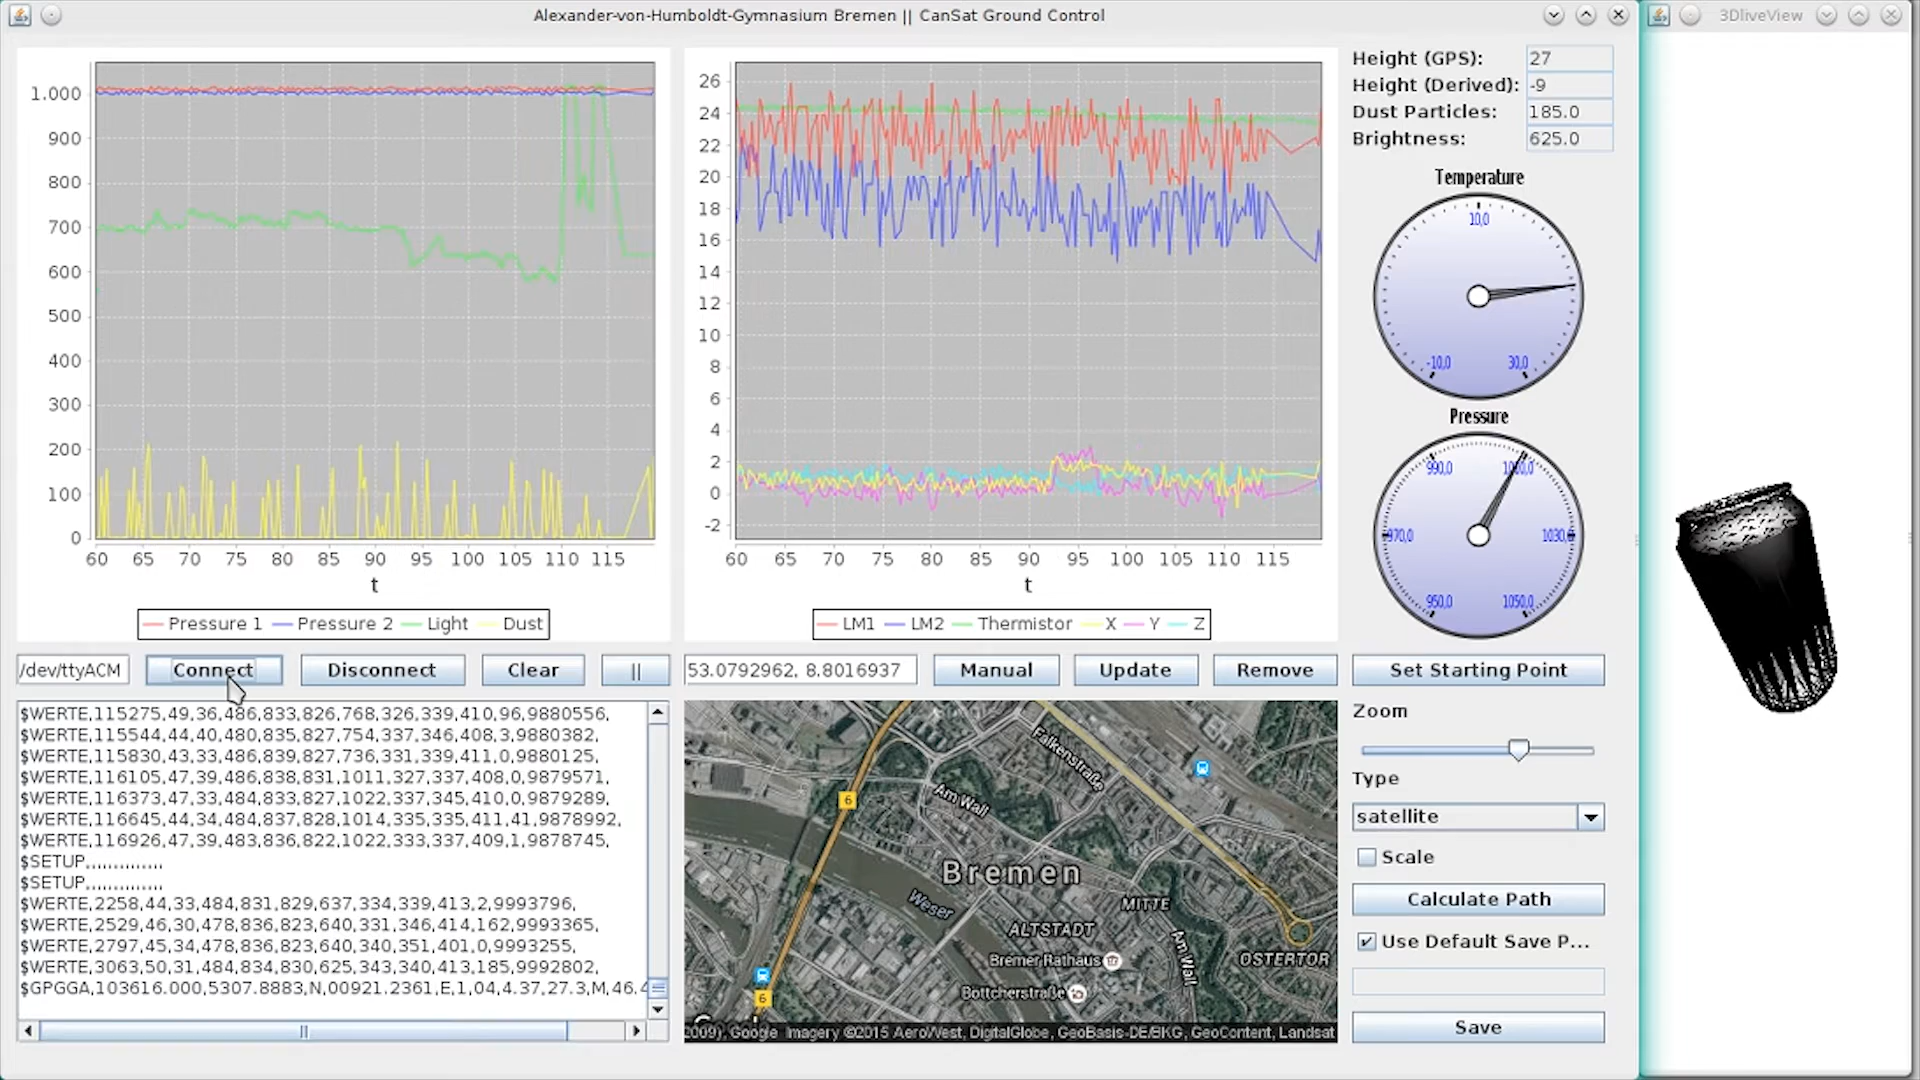 Alexander-von-Humboldt-Gymnasium Bremen || CanSat Ground Control
3DliveView
1.000
900
800
700
600
500
400
300
200
100
0
60 65 70 75 80 85 90 95 100 105 110 115
t
Pressure 1 Pressure 2 Light Dust
26
24
22
20
18
16
14
12
10
8
6
4
2
0
-2
60 65 70 75 80 85 90 95 100 105 110 115
t
LM1 LM2 Thermistor X Y Z
Height (GPS): 27
Height (Derived): -9
Dust Particles: 185.0
Brightness: 625.0
Temperature
10,0
-10,0 30,0
Pressure
990,0 1010,0
970,0 1030,0
950,0 1050,0
/dev/ttyACM Connect Disconnect Clear ||
53.0792962, 8.8016937 Manual Update Remove Set Starting Point
$WERTE,115275,49,36,486,833,826,768,326,339,410,96,9880556,
$WERTE,115544,44,40,480,835,827,754,337,346,408,3,9880382,
$WERTE,115830,43,33,486,839,827,736,331,339,411,0,9880125,
$WERTE,116105,47,39,486,838,831,1011,327,337,408,0,9879571,
$WERTE,116373,47,33,484,833,827,1022,337,345,410,0,9879289,
$WERTE,116645,44,34,484,837,828,1014,335,335,411,41,9878992,
$WERTE,116926,47,39,483,836,822,1022,333,337,409,1,9878745,
$SETUP,,,,,,,,,,,,,,
$SETUP,,,,,,,,,,,,,,
$WERTE,2258,44,33,484,831,829,637,334,339,413,2,9993796,
$WERTE,2529,46,30,478,836,823,640,331,346,414,162,9993365,
$WERTE,2797,45,34,478,836,823,640,340,351,401,0,9993255,
$WERTE,3063,50,31,484,834,830,625,343,340,413,185,9992802,
$GPGGA,103616.000,5307.8883,N,00921.2361,E,1,04,4.37,27.3,M,46.4
Falkenstraße
6
Am Wall
Bremen
Weser
MITTE
ALTSTADT
Am Wall
OSTERTOR
Bremer Rathaus
Böttcherstraße
6
2009), Google Imagery ©2015 AeroWest, DigitalGlobe, GeoBasis-DE/BKG, GeoContent, Landsat
Zoom
Type
satellite
Scale
Calculate Path
Use Default Save P...
Save